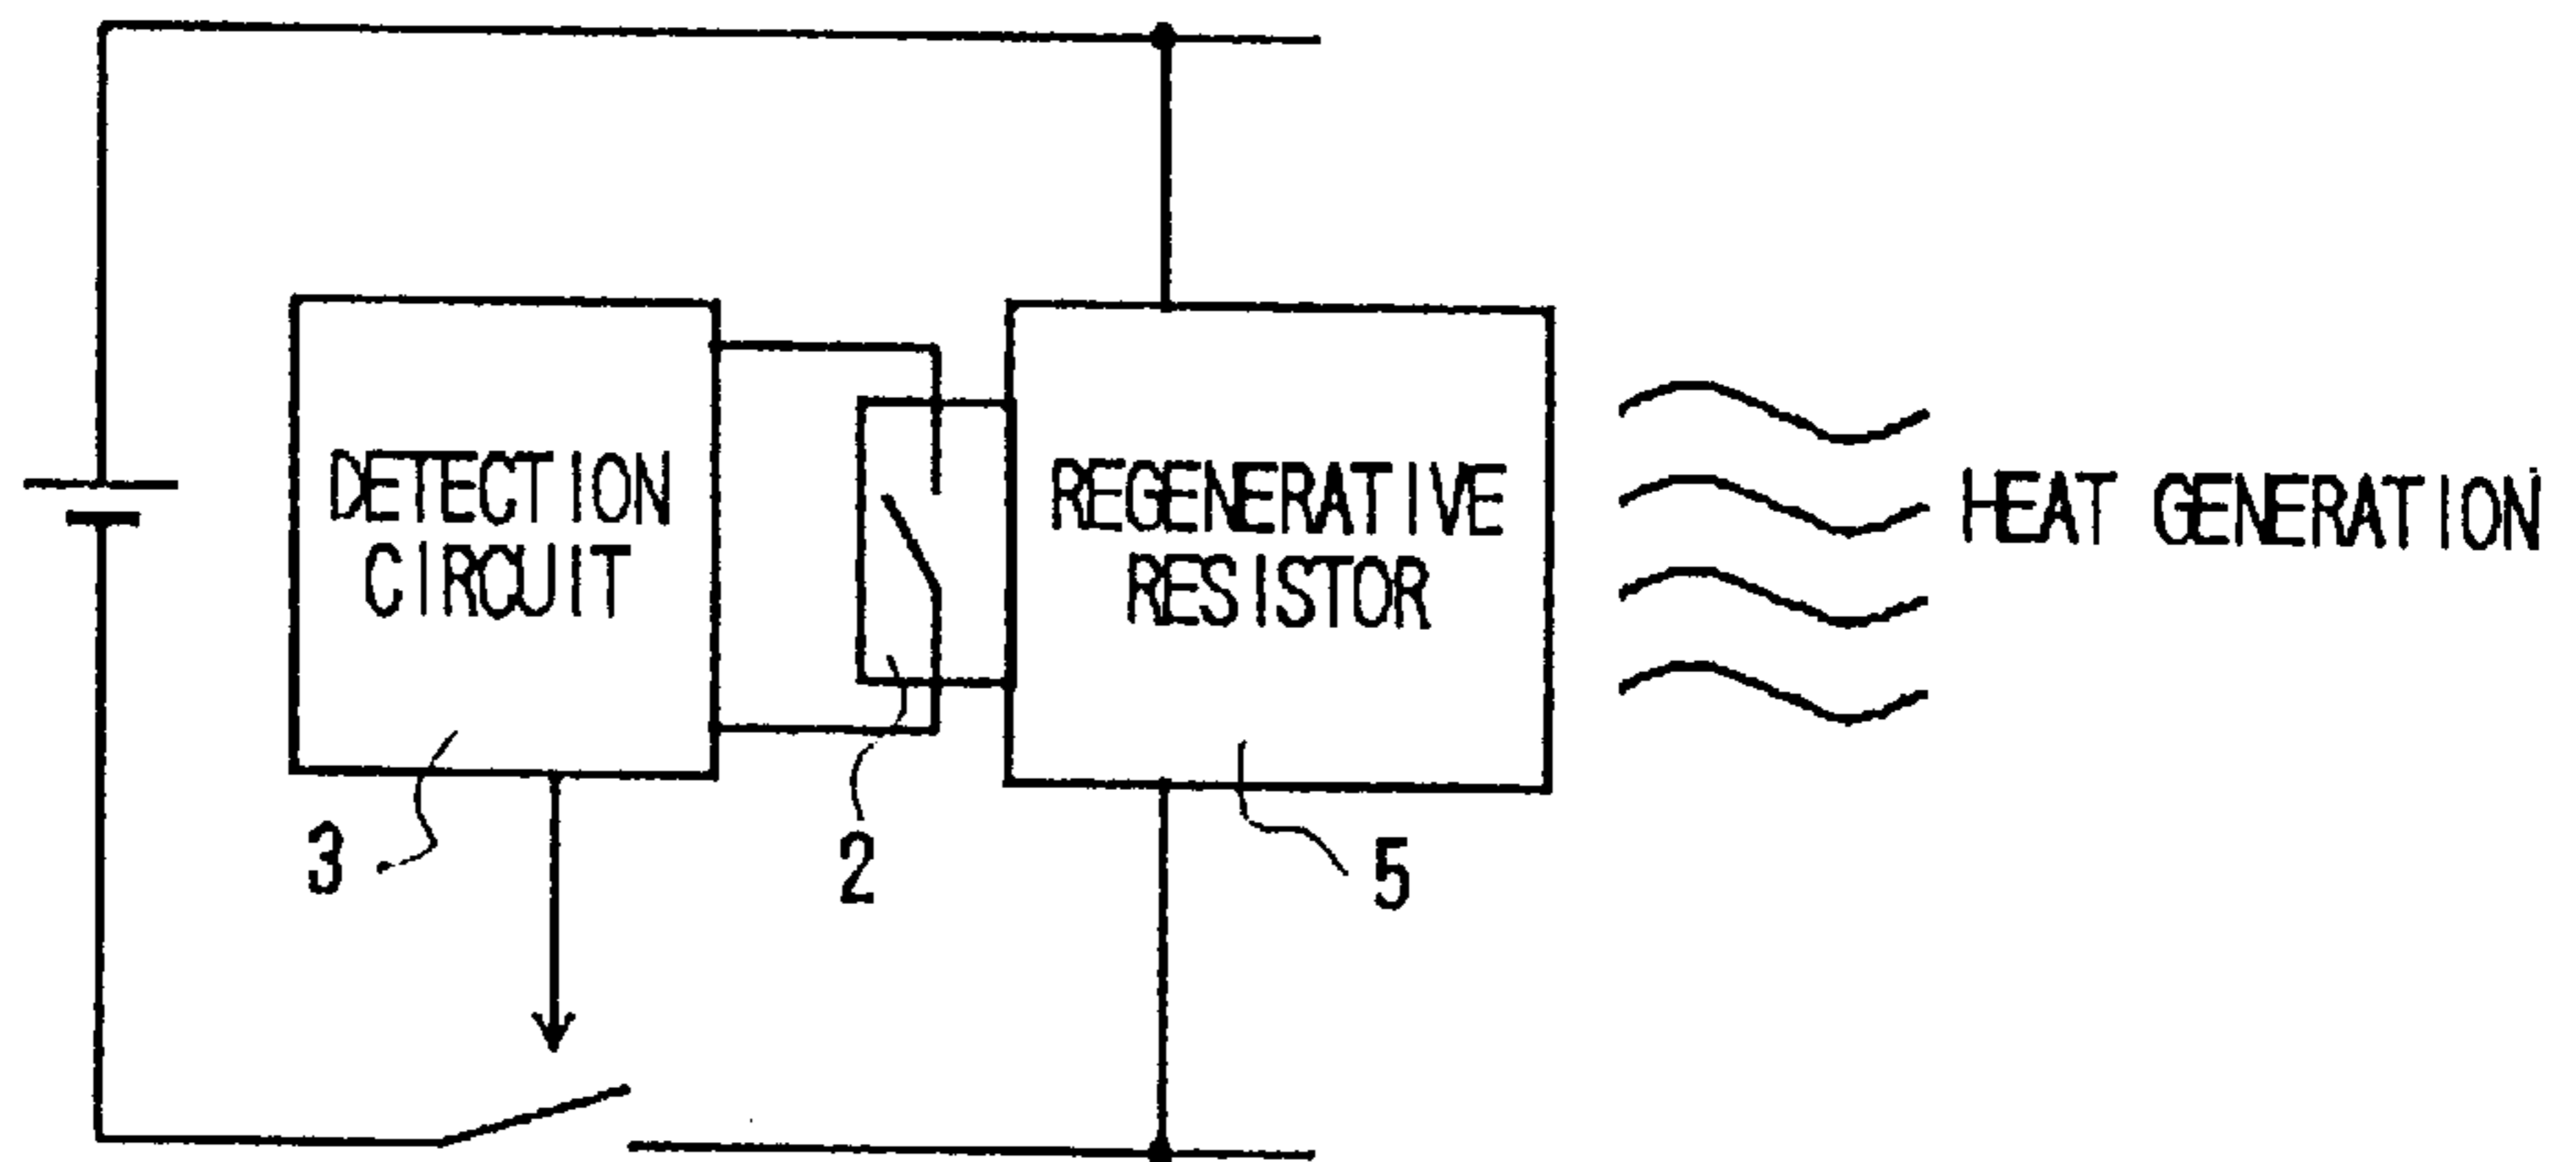 DETECTION
CIRCUIT
REGENERATIVE
RESISTOR
HEAT GENERATION
3
2
5